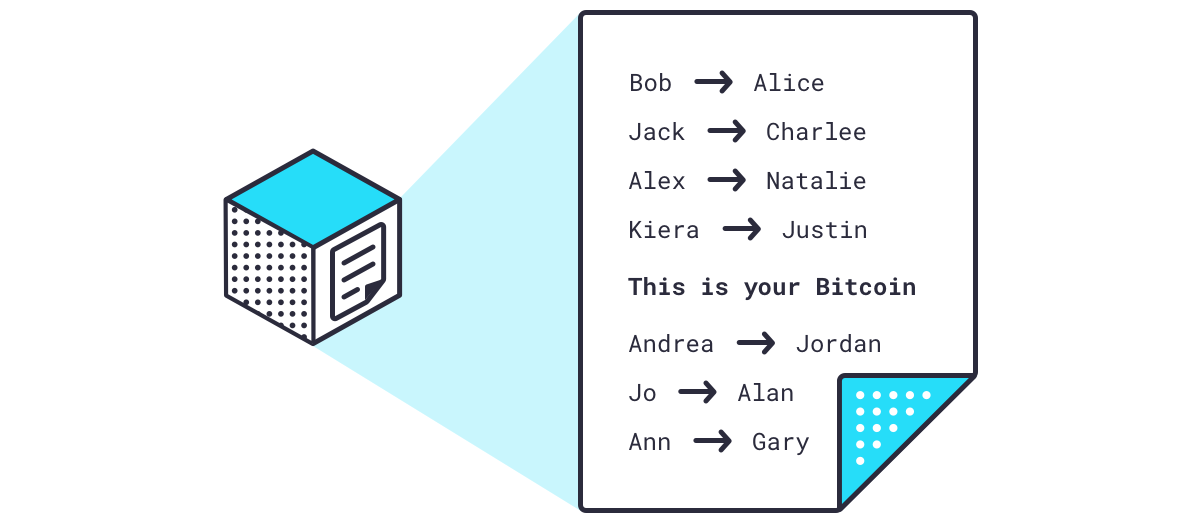 Bob → Alice
Jack → Charlee
Alex → Natalie
Kiera → Justin
This is your Bitcoin
Andrea → Jordan
Jo → Alan
Ann → Gary